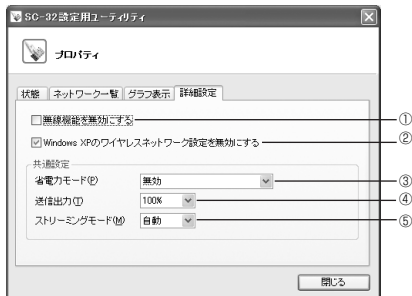 SC-32設定用ユーティリティ
プロパティ
状態 ネットワーク一覧 グラフ表示 詳細設定
無線機能を無効にする ①
Windows XPのワイヤレスネットワーク設定を無効にする ②
共通設定
省電力モード(P) 無効 ③
送信出力(T) 100% ④
ストリーミングモード(M) 自動 ⑤
閉じる